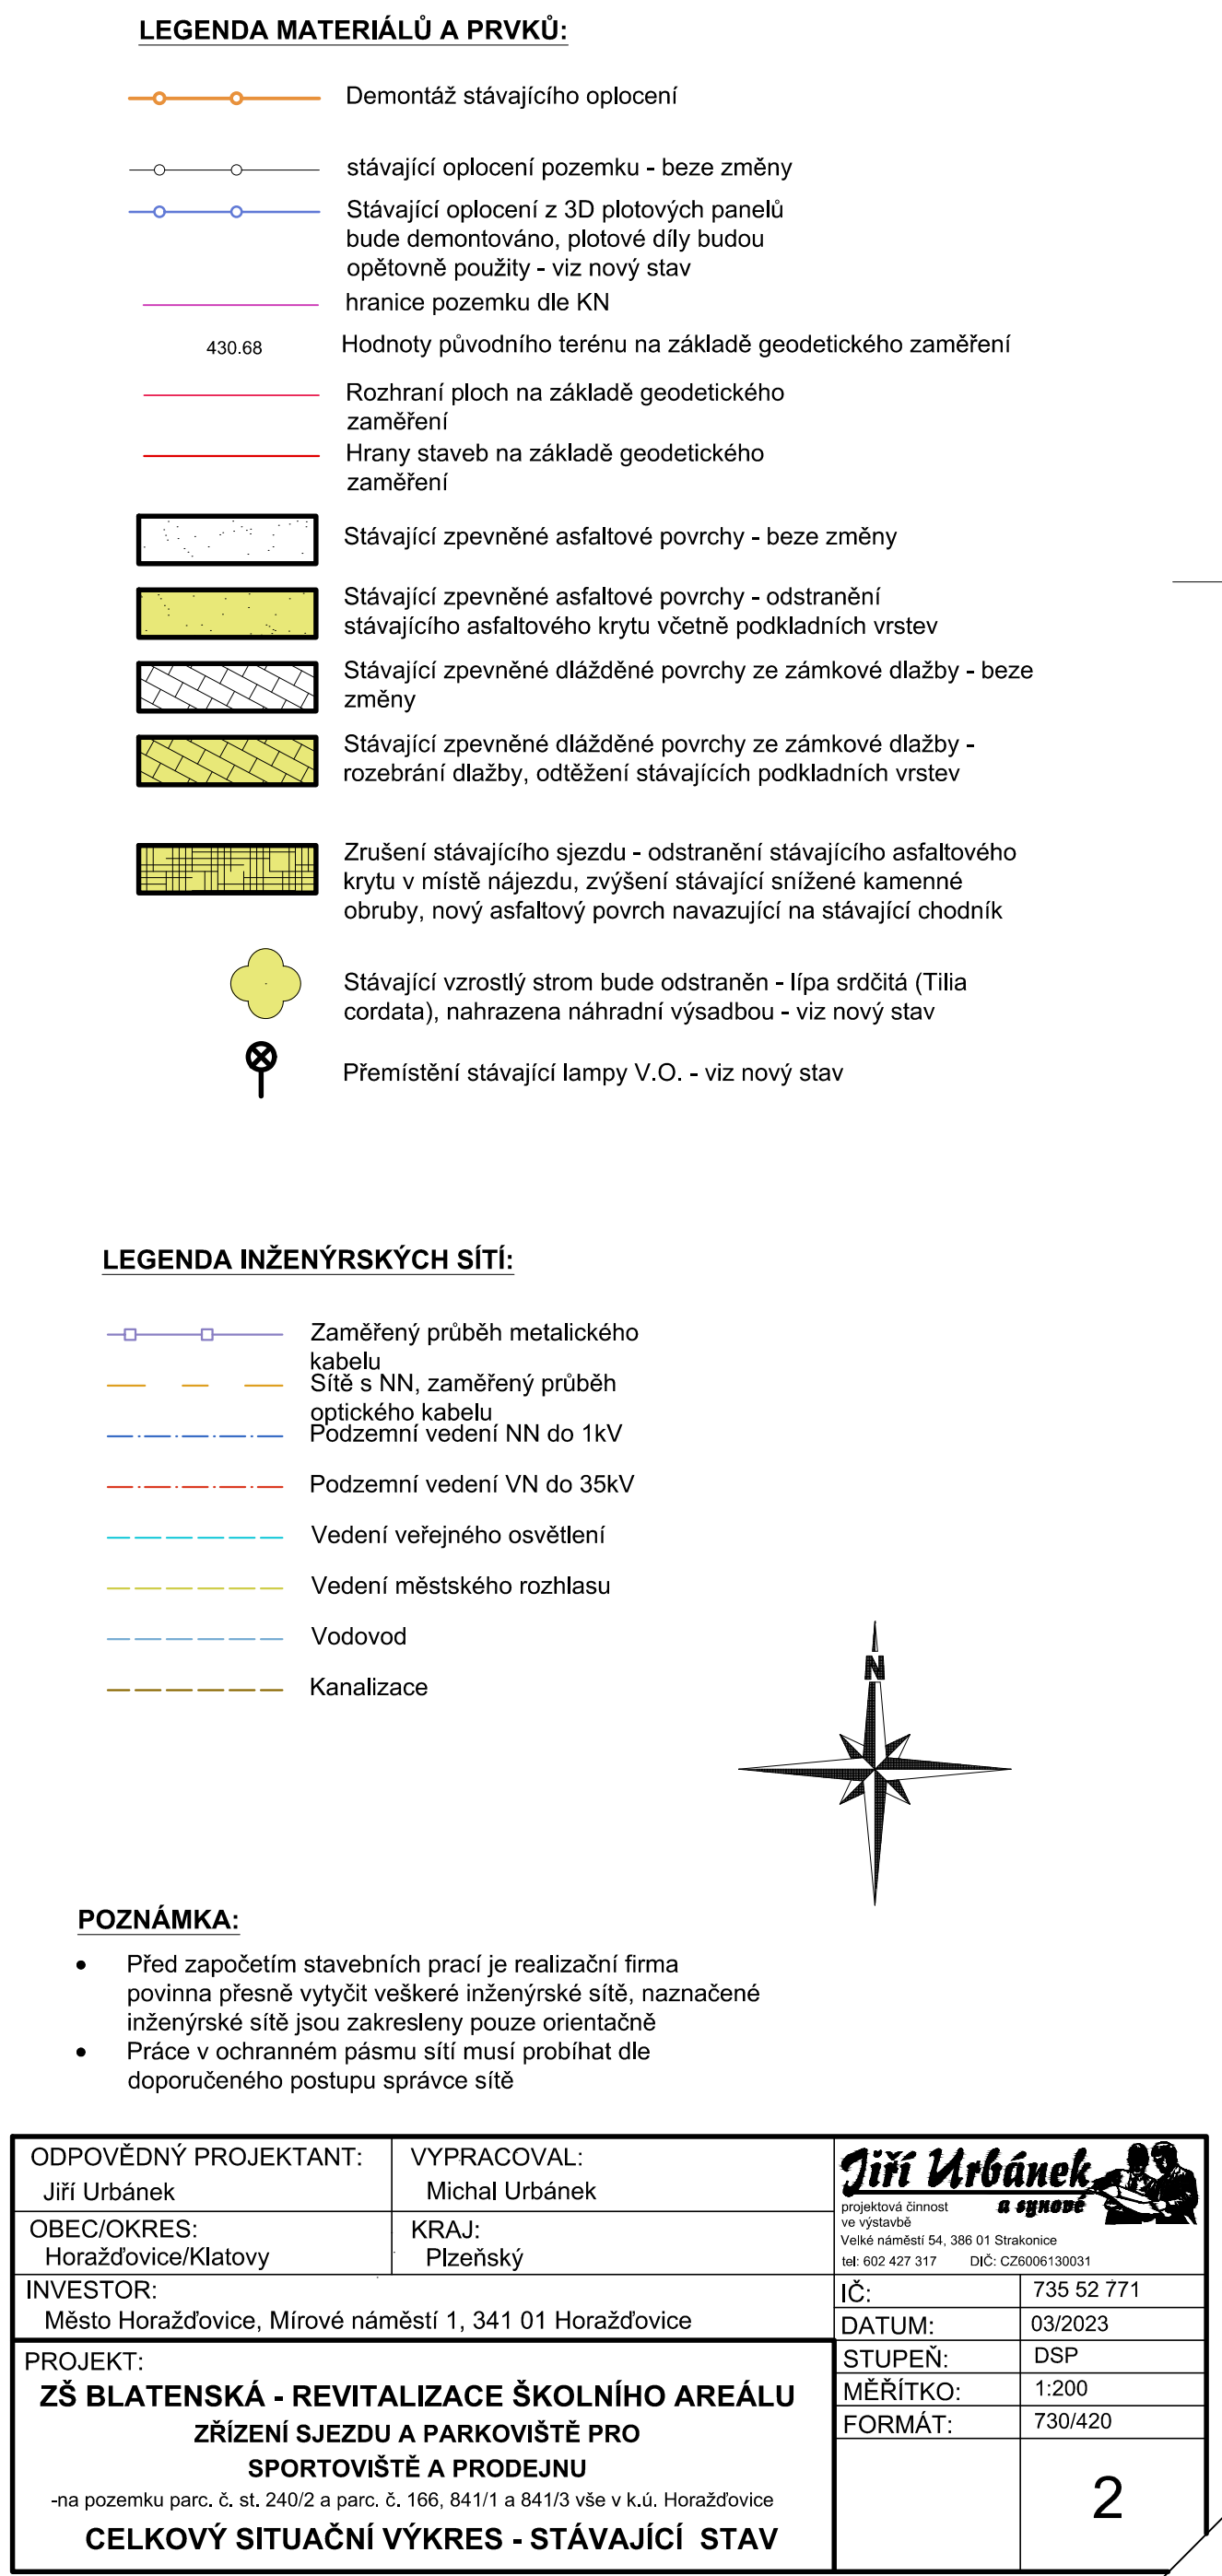 LEGENDA MATERIÁLŮ A PRVKŮ:
Demontáž stávajícího oplocení
stávající oplocení pozemku - beze změny
Stávající oplocení z 3D plotových panelů
bude demontováno, plotové díly budou
opětovně použity - viz nový stav
hranice pozemku dle KN
430.68 Hodnoty původního terénu na základě geodetického zaměření
Rozhraní ploch na základě geodetického
zaměření
Hrany staveb na základě geodetického
zaměření
Stávající zpevněné asfaltové povrchy - beze změny
Stávající zpevněné asfaltové povrchy - odstranění
stávajícího asfaltového krytu včetně podkladních vrstev
Stávající zpevněné dlážděné povrchy ze zámkové dlažby - beze
změny
Stávající zpevněné dlážděné povrchy ze zámkové dlažby -
rozebrání dlažby, odtěžení stávajících podkladních vrstev
Zrušení stávajícího sjezdu - odstranění stávajícího asfaltového
krytu v místě nájezdu, zvýšení stávající snížené kamenné
obruby, nový asfaltový povrch navazující na stávající chodník
Stávající vzrostlý strom bude odstraněn - lípa srdčitá (Tilia
cordata), nahrazena náhradní výsadbou - viz nový stav
Přemístění stávající lampy V.O. - viz nový stav
LEGENDA INŽENÝRSKÝCH SÍTÍ:
Zaměřený průběh metalického
kabelu
Sítě s NN, zaměřený průběh
optického kabelu
Podzemní vedení NN do 1kV
Podzemní vedení VN do 35kV
Vedení veřejného osvětlení
Vedení městského rozhlasu
Vodovod
Kanalizace
N
POZNÁMKA:
• Před započetím stavebních prací je realizační firma
povinna přesně vytyčit veškeré inženýrské sítě, naznačené
inženýrské sítě jsou zakresleny pouze orientačně
• Práce v ochranném pásmu sítí musí probíhat dle
doporučeného postupu správce sítě
ODPOVĚDNÝ PROJEKTANT:
Jiří Urbánek
VYPRACOVAL:
Michal Urbánek
OBEC/OKRES:
Horažďovice/Klatovy
KRAJ:
Plzeňský
INVESTOR:
Město Horažďovice, Mírové náměstí 1, 341 01 Horažďovice
Jiří Urbánek
a synové
projektová činnost
ve výstavbě
Velké náměstí 54, 386 01 Strakonice
tel: 602 427 317 DIČ: CZ6006130031
IČ: 735 52 771
DATUM: 03/2023
STUPEŇ: DSP
MĚŘÍTKO: 1:200
FORMÁT: 730/420
2
PROJEKT:
ZŠ BLATENSKÁ - REVITALIZACE ŠKOLNÍHO AREÁLU
ZŘÍZENÍ SJEZDU A PARKOVIŠTĚ PRO
SPORTOVIŠTĚ A PRODEJNU
-na pozemku parc. č. st. 240/2 a parc. č. 166, 841/1 a 841/3 vše v k.ú. Horažďovice
CELKOVÝ SITUAČNÍ VÝKRES - STÁVAJÍCÍ STAV